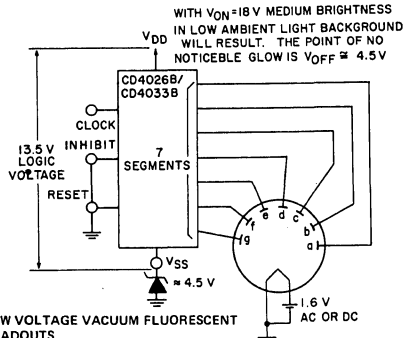 WITH VON=18 V MEDIUM BRIGHTNESS
IN LOW AMBIENT LIGHT BACKGROUND
WILL RESULT. THE POINT OF NO
NOTICEBLE GLOW IS VOFF ≅ 4.5V
VDD
CD4026B/
CD4033B
CLOCK
INHIBIT
13.5 V
LOGIC
VOLTAGE
7
SEGMENTS
RESET
a
b
c
d
e
f
g
VSS
≈ 4.5 V
1.6 V
AC OR DC
W VOLTAGE VACUUM FLUORESCENT
ADOUTS